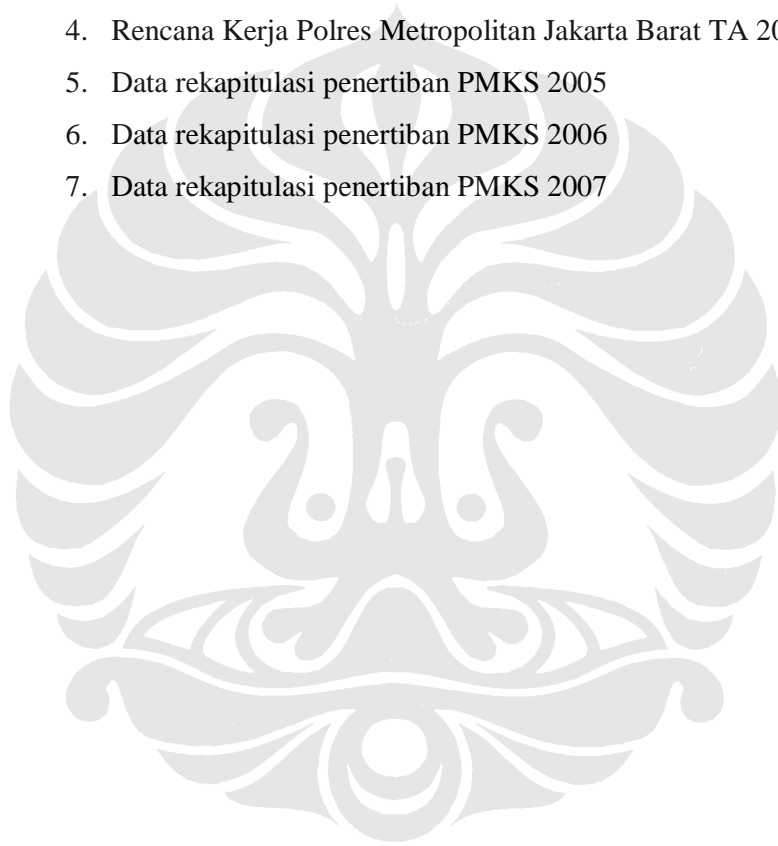 4. Rencana Kerja Polres Metropolitan Jakarta Barat TA
5. Data rekapitulasi penertiban PMKS 2005
6. Data rekapitulasi penertiban PMKS 2006
7. Data rekapitulasi penertiban PMKS 2007